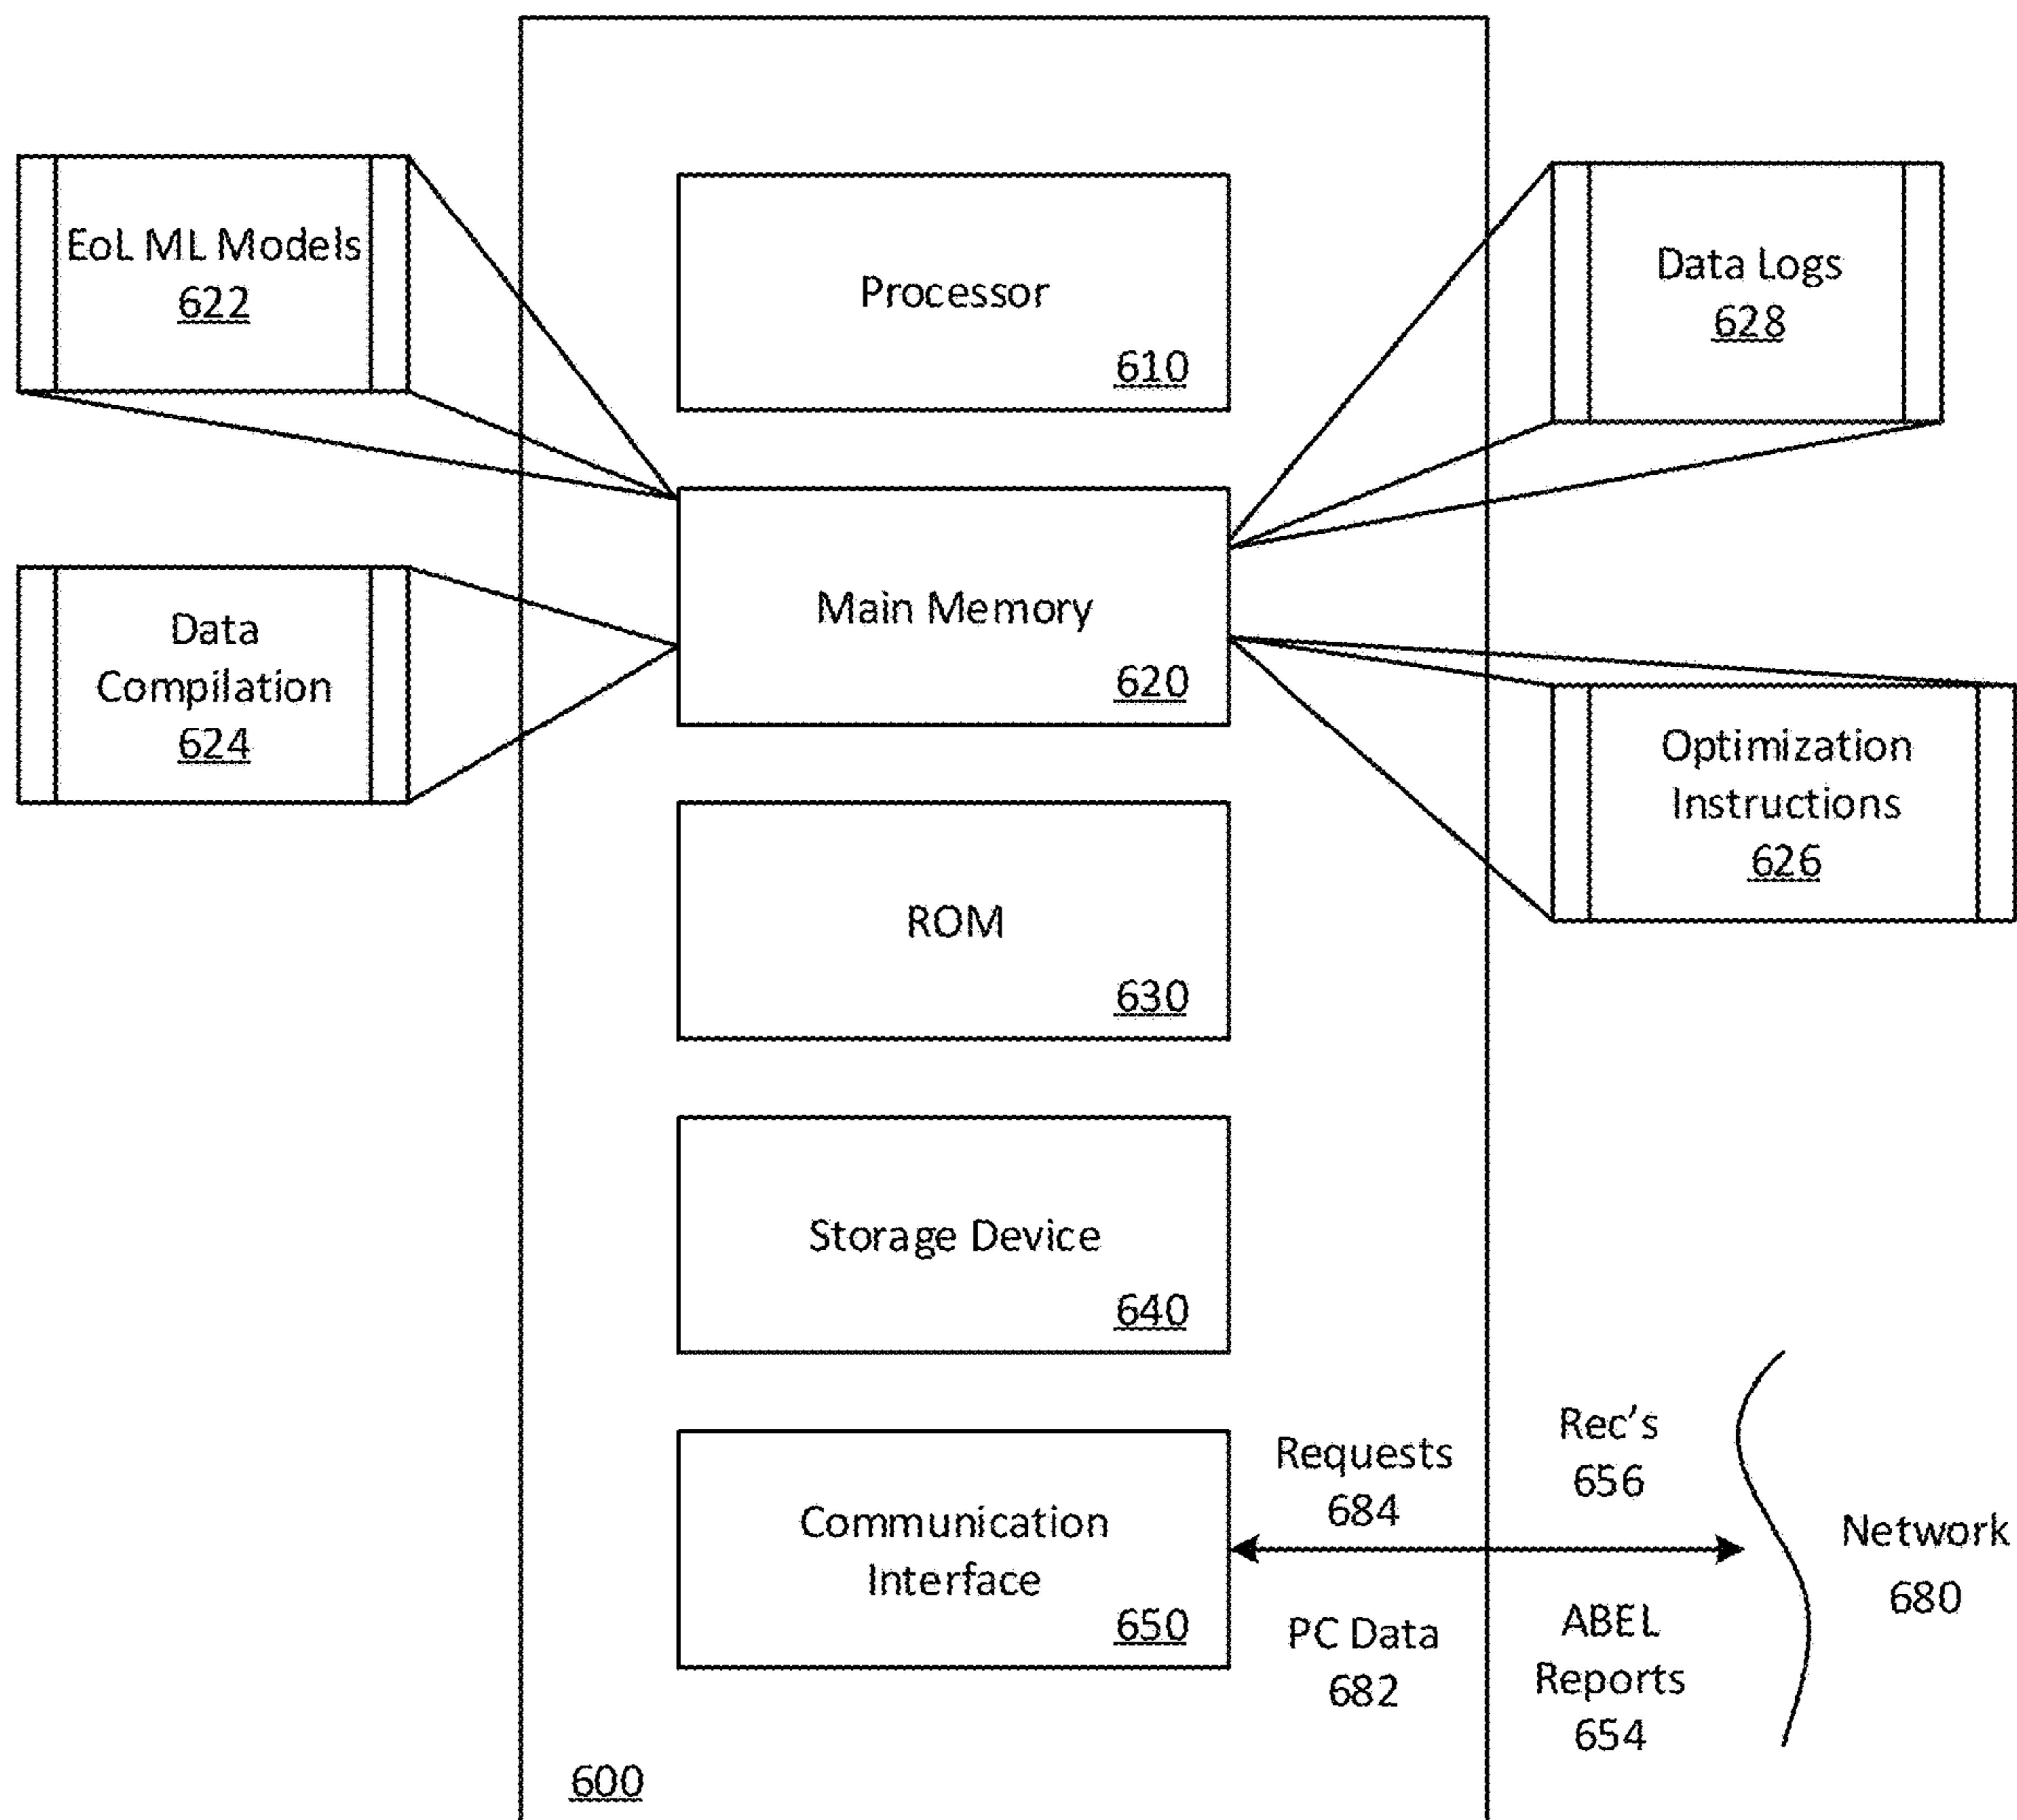 EoL ML Models
622
Data
Compilation
624
Processor
610
Main Memory
620
ROM
630
Storage Device
640
Communication
Interface
650
600
Data Logs
628
Optimization
Instructions
626
Requests
684
PC Data
682
Rec's
656
ABEL
Reports
654
Network
680